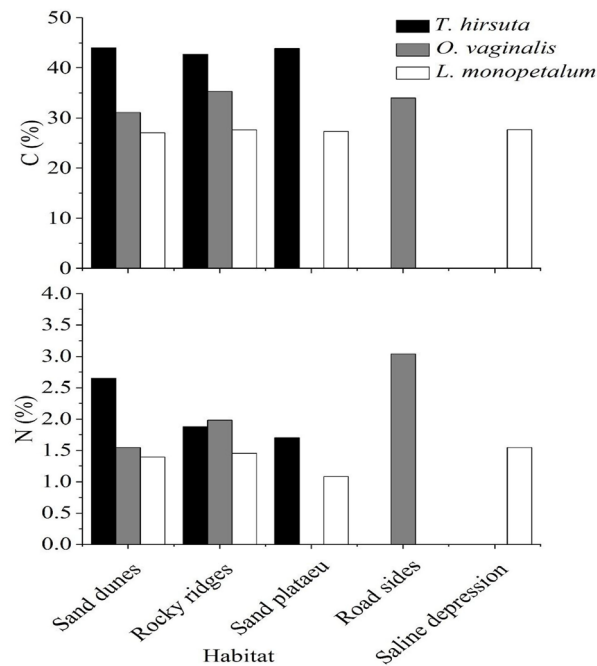 50
40
30
20
10
0
C (%)
T. hirsuta
O. vaginalis
L. monopetalum
4.0
3.5
3.0
2.5
2.0
1.5
1.0
0.5
0.0
N (%)
Sand dunes
Rocky ridges
Sand plataeu
Road sides
Saline depression
Habitat